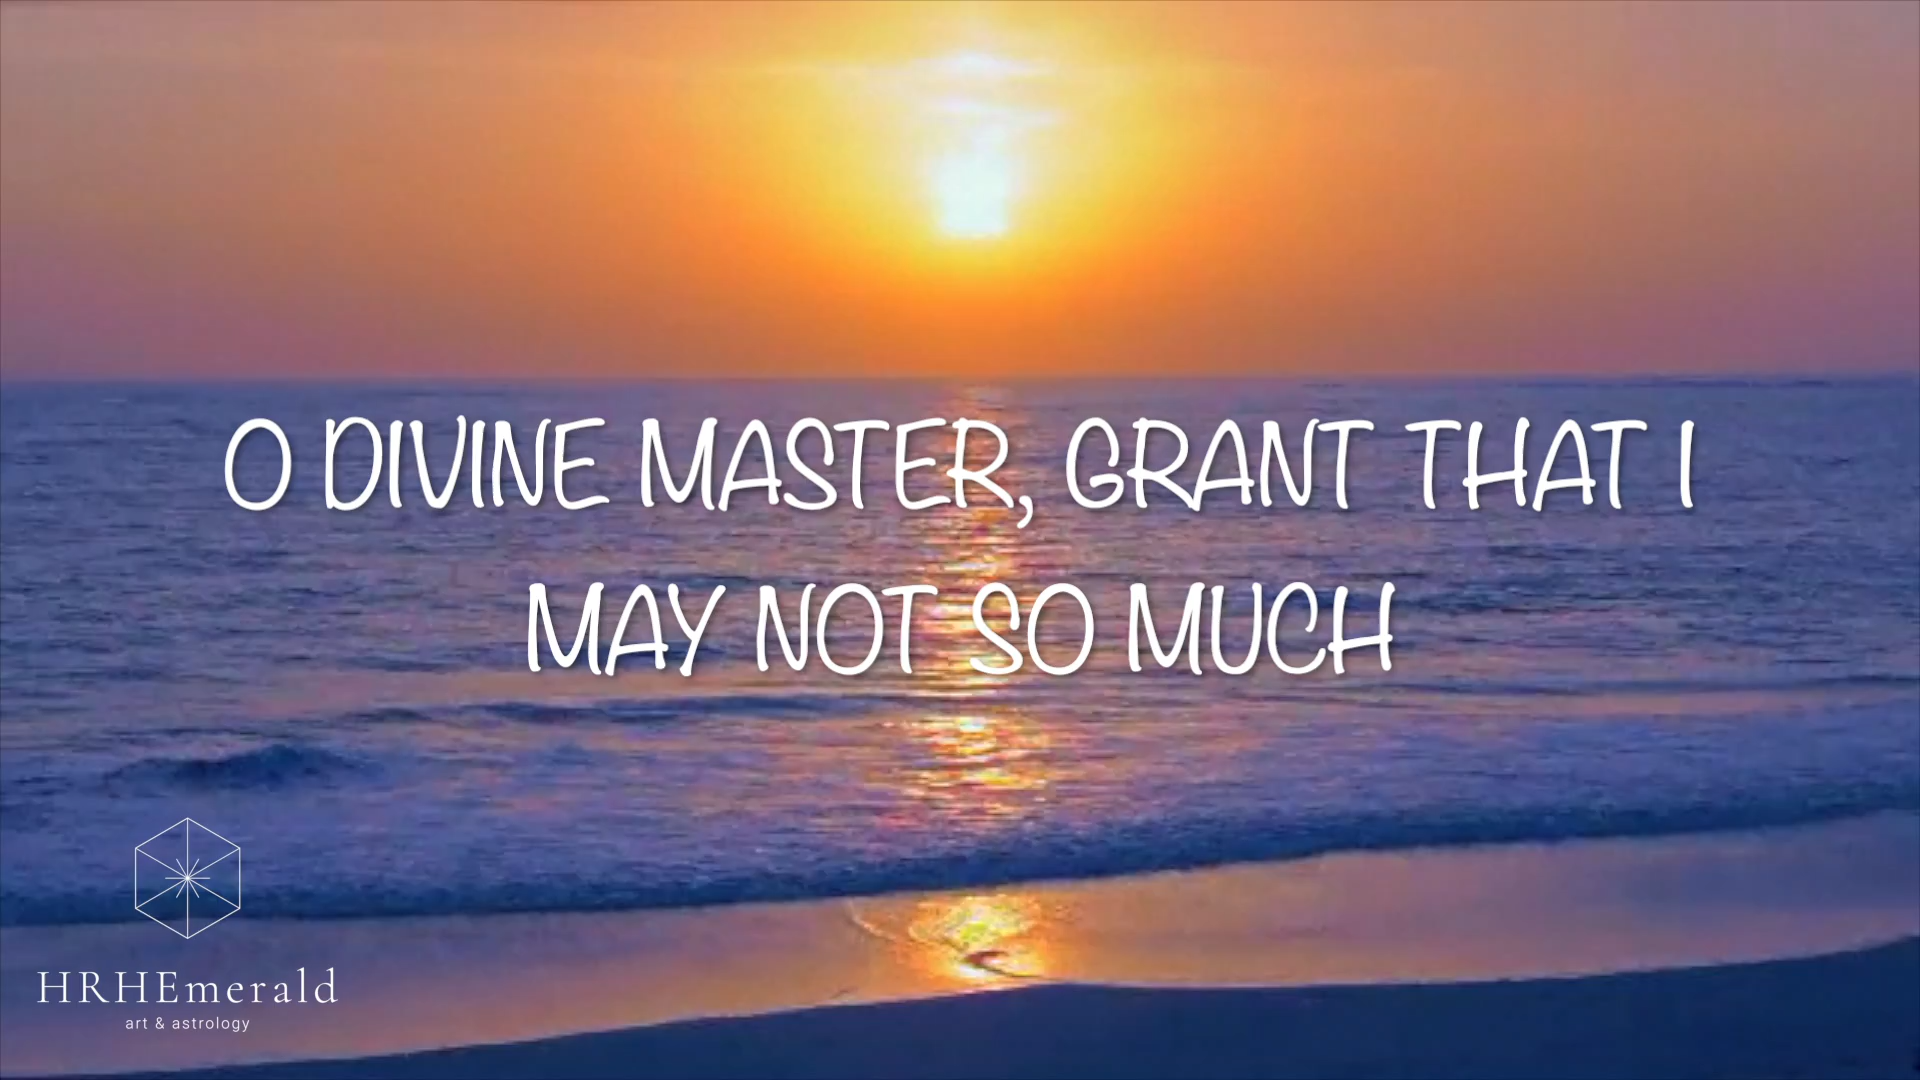 O DIVINE MASTER, GRANT THAT I
MAY NOT SO MUCH
HRHEmerald
art & astrology